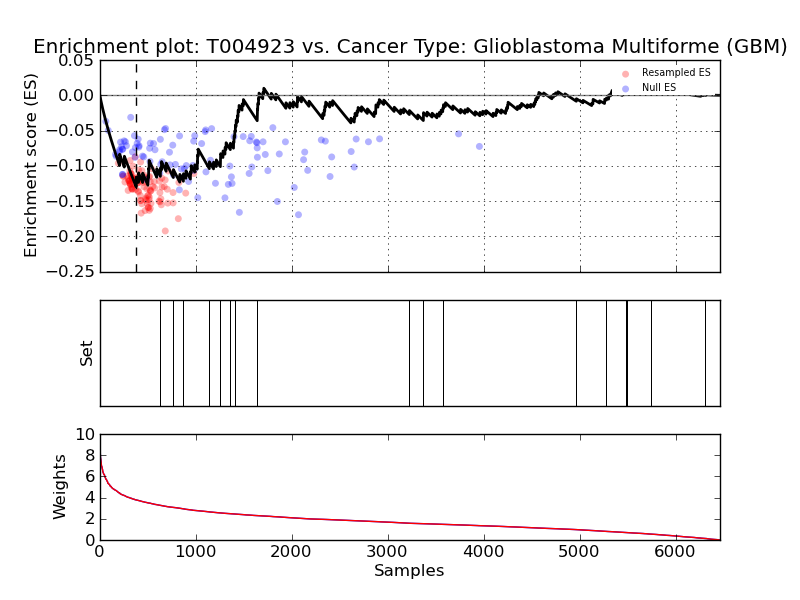 Enrichment plot: T004923 vs. Cancer Type: Glioblastoma Multiforme (GBM)
0.05
0.00
−0.05
−0.10
−0.15
−0.20
−0.25
Enrichment score (ES)
Resampled ES
Null ES
Set
10
8
6
4
2
0
Weights
0 1000 2000 3000 4000 5000 6000
Samples